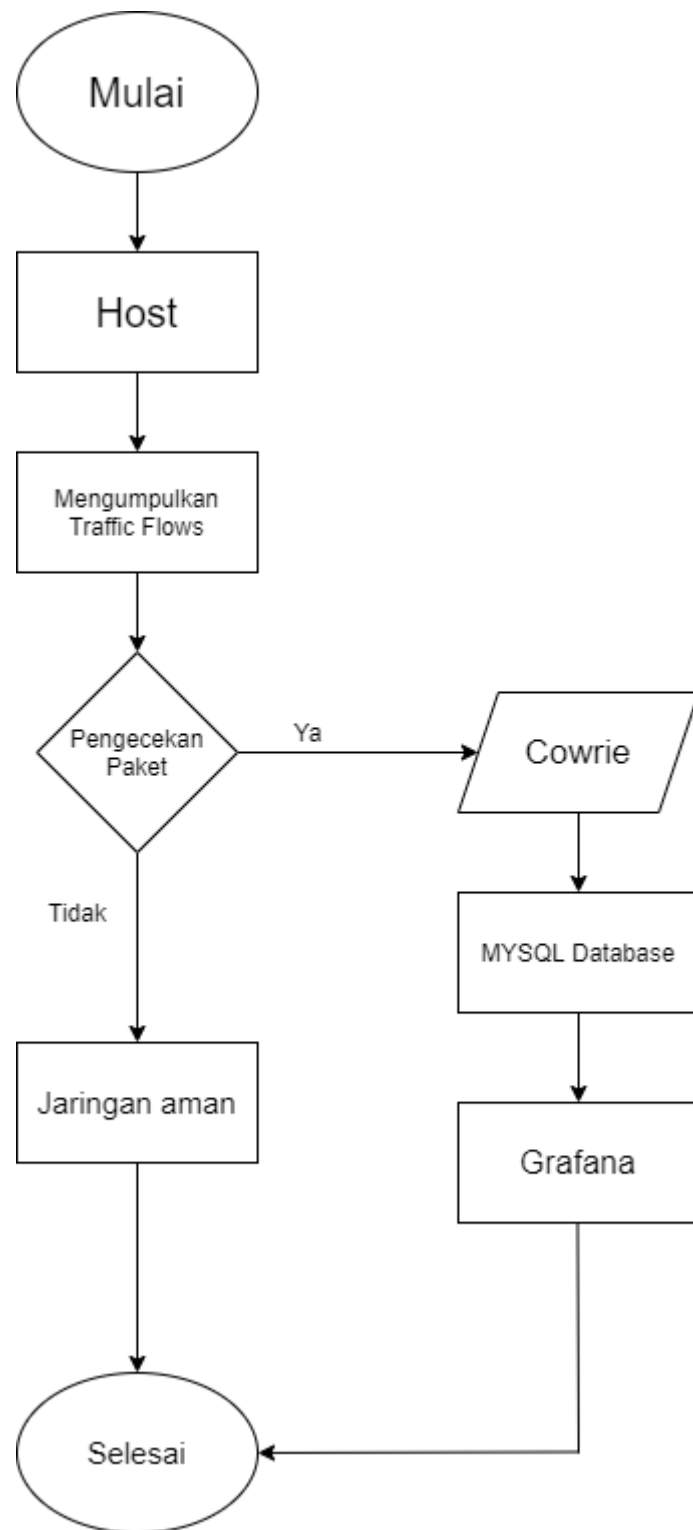 Mulai
Host
Mengumpulkan
Traffic Flows
Pengecekan
Paket
Ya
Cowrie
Tidak
MYSQL Database
Jaringan aman
Grafana
Selesai